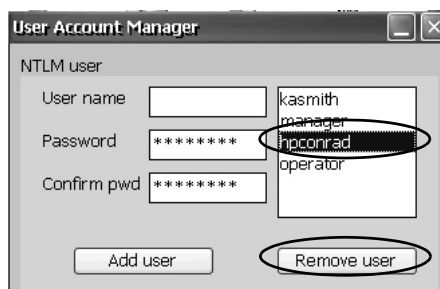 User Account Manager
NTLM user
User name
kasmith
manager
Password
********
hpconrad
operator
Confirm pwd
********
Add user
Remove user